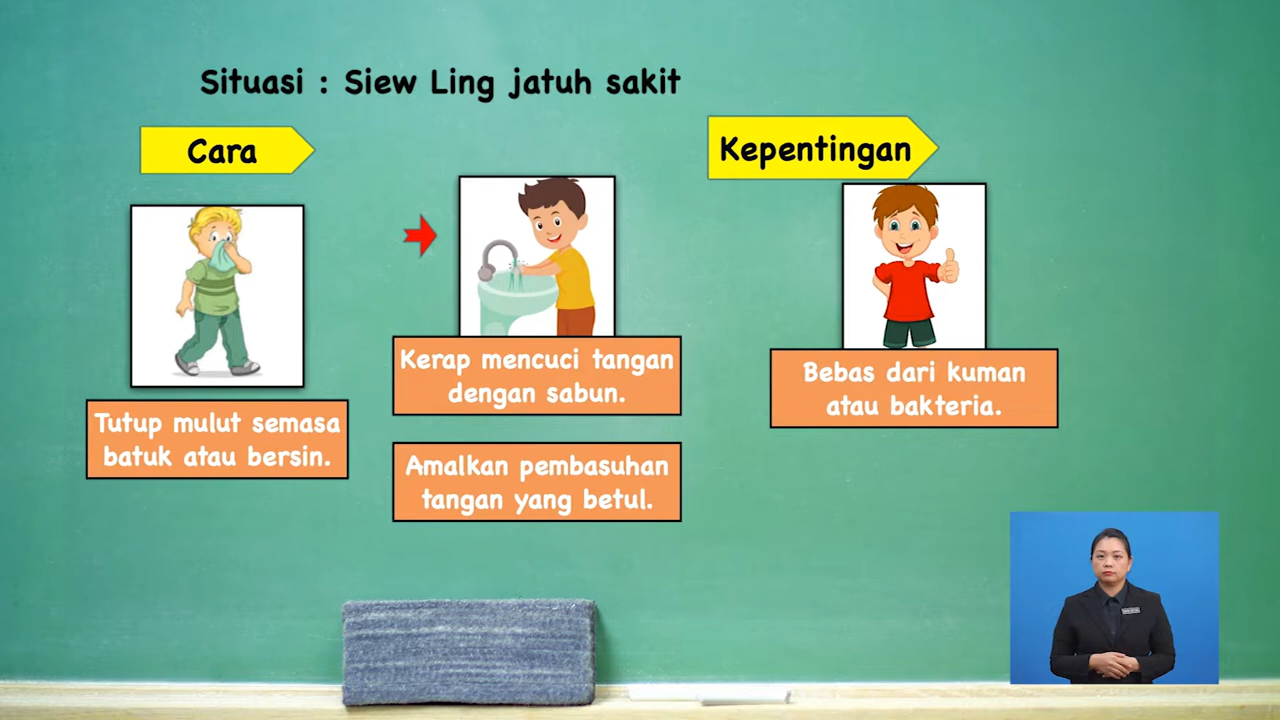 Situasi : Siew Ling jatuh sakit
Cara
Kepentingan
Tutup mulut semasa
batuk atau bersin.
Kerap mencuci tangan
dengan sabun.
Amalkan pembasuhan
tangan yang betul.
Bebas dari kuman
atau bakteria.